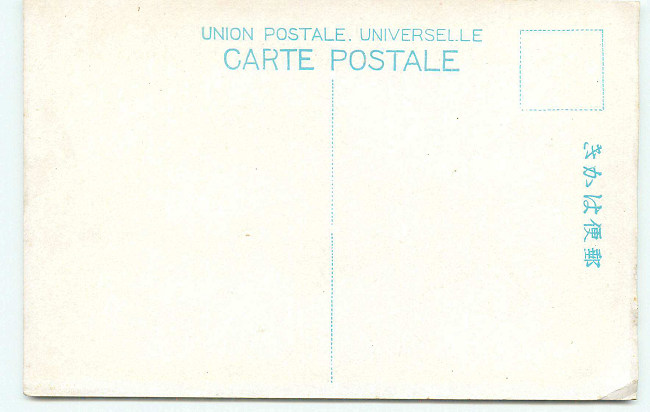 UNION POSTALE. UNIVERSELLE
CARTE POSTALE
郵便はかき